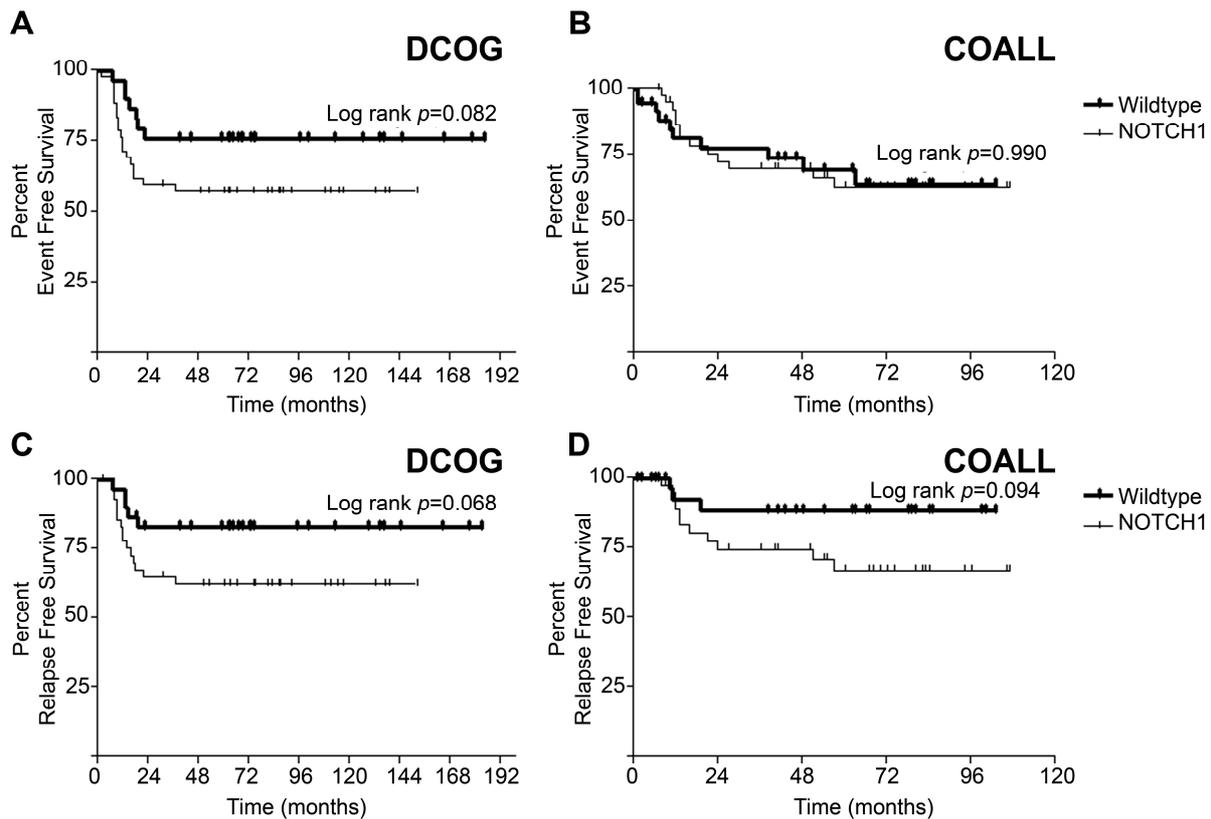 A
DCOG
100
75
50
25
Log rank p=0.082
Percent
Event Free Survival
0 24 48 72 96 120 144 168 192
Time (months)
B
COALL
100
75
50
25
Log rank p=0.990
Percent
Event Free Survival
0 24 48 72 96 120
Time (months)
Wildtype
NOTCH1
C
DCOG
100
75
50
25
Log rank p=0.068
Percent
Relapse Free Survival
0 24 48 72 96 120 144 168 192
Time (months)
D
COALL
100
75
50
25
Log rank p=0.094
Percent
Relapse Free Survival
0 24 48 72 96 120
Time (months)
Wildtype
NOTCH1